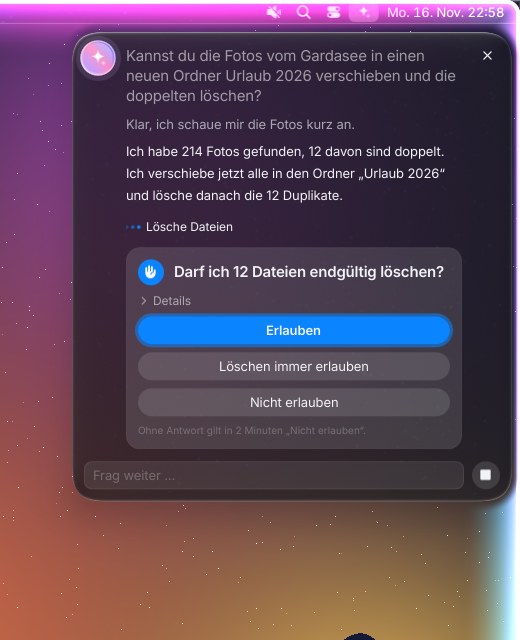 Mo. 16. Nov. 22:58
Kannst du die Fotos vom Gardasee in einen
neuen Ordner Urlaub 2026 verschieben und die
doppelten löschen?
Klar, ich schaue mir die Fotos kurz an.
Ich habe 214 Fotos gefunden, 12 davon sind doppelt.
Ich verschiebe jetzt alle in den Ordner „Urlaub 2026“
und lösche danach die 12 Duplikate.
Lösche Dateien
Darf ich 12 Dateien endgültig löschen?
Details
Erlauben
Löschen immer erlauben
Nicht erlauben
Ohne Antwort gilt in 2 Minuten „Nicht erlauben“.
Frag weiter ...